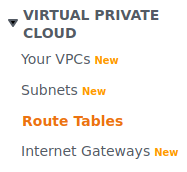 VIRTUAL PRIVATE
CLOUD
Your VPCs New
Subnets New
Route Tables
Internet Gateways New